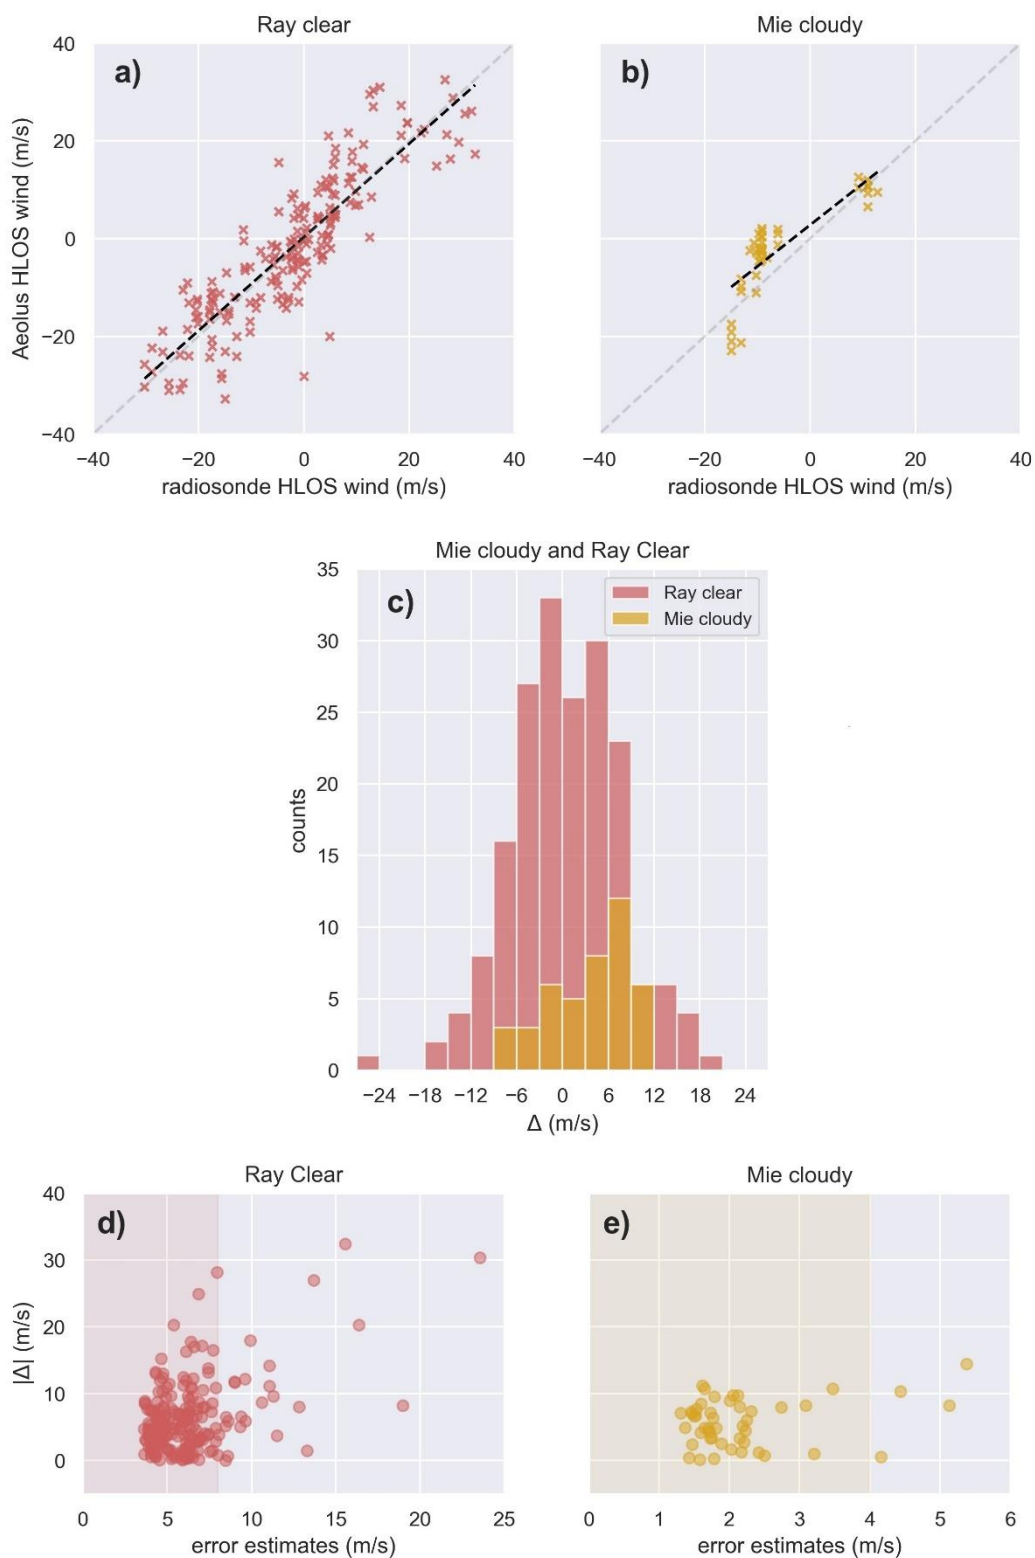 Ray clear
Mie cloudy
a)
b)
40
20
0
−20
−40
Aeolus HLOS wind (m/s)
−40 −20 0 20 40
−40 −20 0 20 40
radiosonde HLOS wind (m/s)
radiosonde HLOS wind (m/s)
Mie cloudy and Ray Clear
c)
Ray clear
Mie cloudy
35
30
25
20
15
10
5
0
counts
−24 −18 −12 −6 0 6 12 18 24
Δ (m/s)
Ray Clear
Mie cloudy
d)
e)
40
30
20
10
0
|Δ| (m/s)
0 5 10 15 20 25
0 1 2 3 4 5 6
error estimates (m/s)
error estimates (m/s)